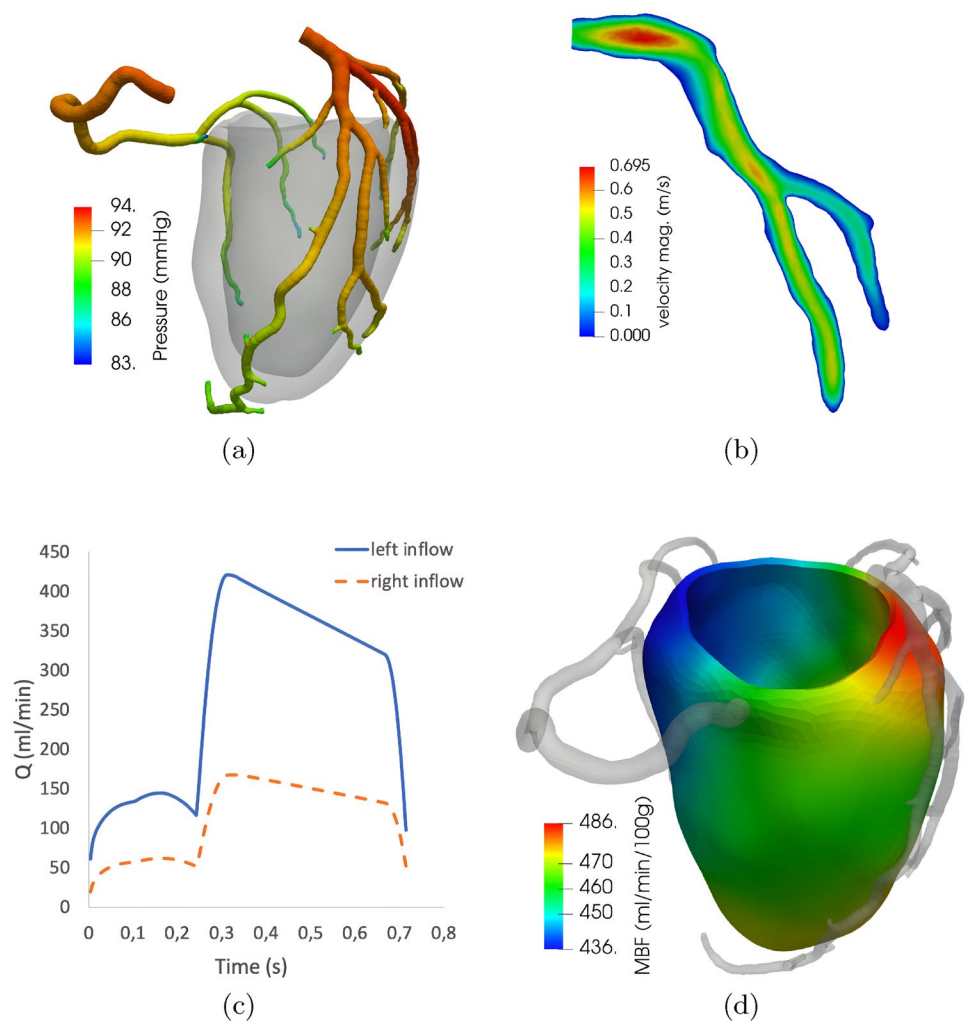 94.
92
90
88
86
83.
Pressure (mmHg)
(a)
0.695
0.6
0.5
0.4
0.3
0.2
0.1
0.000
velocity mag. (m/s)
(b)
450
400
350
300
250
200
150
100
50
0
Q (ml/min)
left inflow
right inflow
0 0,1 0,2 0,3 0,4 0,5 0,6 0,7 0,8
Time (s)
(c)
486.
470
460
450
436.
MBF (ml/min/100g)
(d)